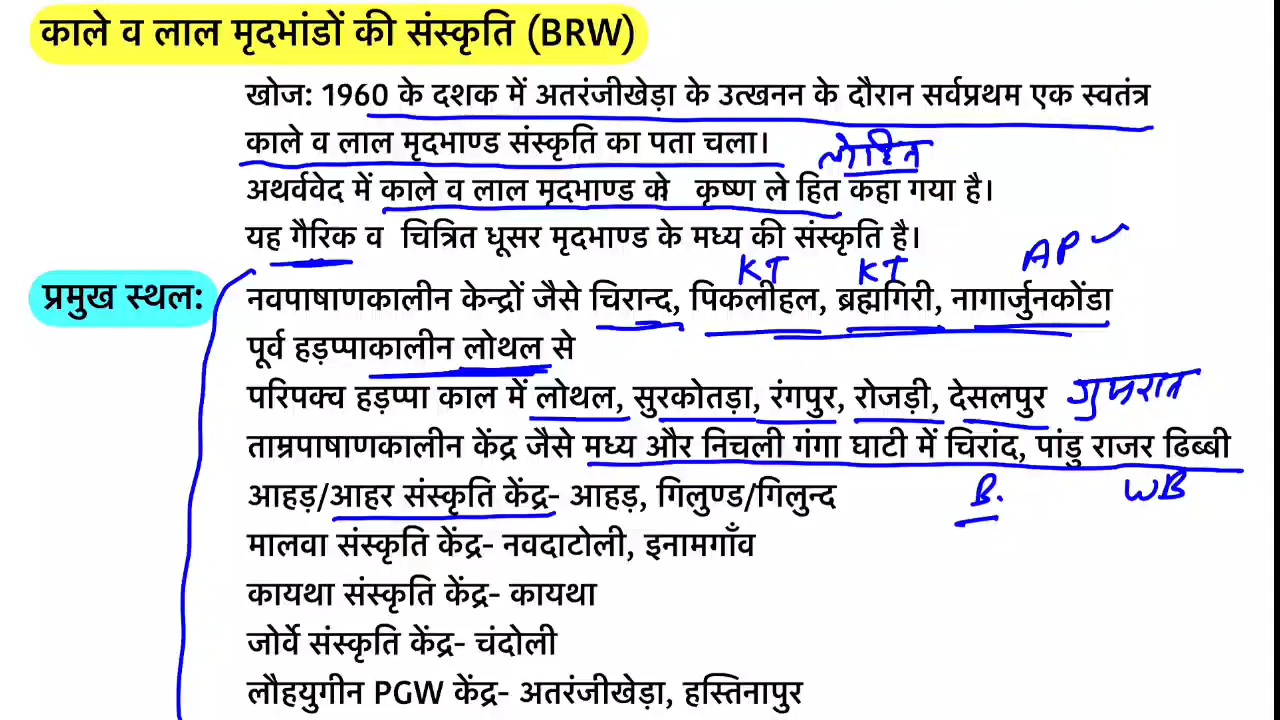 काले व लाल मृदभांडों की संस्कृति (BRW)
खोज: 1960 के दशक में अतरंजीखेड़ा के उत्खनन के दौरान सर्वप्रथम एक स्वतंत्र
काले व लाल मृदभाण्ड संस्कृति का पता चला।
लोहित
अथर्ववेद में काले व लाल मृदभाण्ड को कृष्ण ले हित कहा गया है।
यह गैरिक व चित्रित धूसर मृदभाण्ड के मध्य की संस्कृति है।
KT KT AP
प्रमुख स्थल: नवपाषाणकालीन केन्द्रों जैसे चिरान्द, पिकलीहल, ब्रह्मगिरी, नागार्जुनकोंडा
पूर्व हड़प्पाकालीन लोथल से
परिपक्व हड़प्पा काल में लोथल, सुरकोतड़ा, रंगपुर, रोजड़ी, देसलपुर गुजरात
ताम्रपाषाणकालीन केंद्र जैसे मध्य और निचली गंगा घाटी में चिरांद, पांडु राजर ढिब्बी
आहड़/आहर संस्कृति केंद्र- आहड़, गिलुण्ड/गिलुन्द B. WB
मालवा संस्कृति केंद्र- नवदाटोली, इनामगाँव
कायथा संस्कृति केंद्र- कायथा
जोर्वे संस्कृति केंद्र- चंदोली
लौहयुगीन PGW केंद्र- अतरंजीखेड़ा, हस्तिनापुर